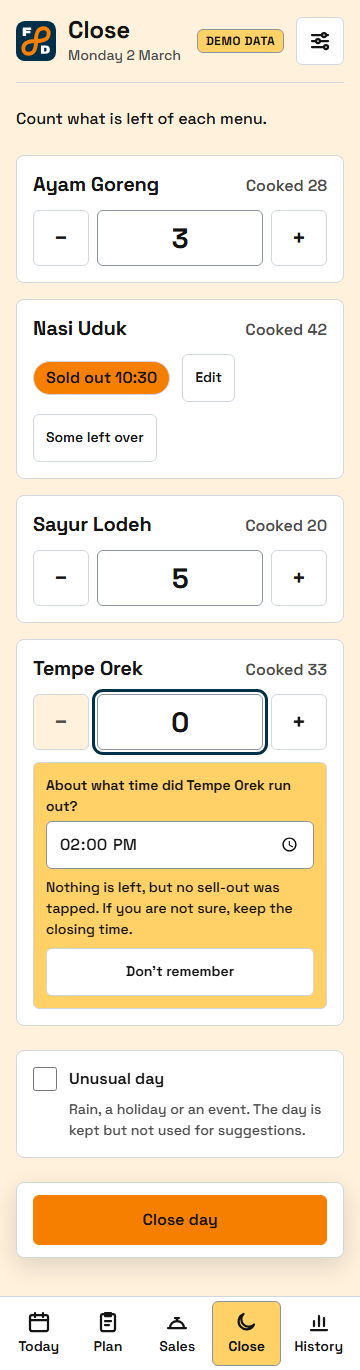 F
D
Close
Monday 2 March
DEMO DATA
Count what is left of each menu.
Ayam Goreng
Cooked 28
−
3
+
Nasi Uduk
Cooked 42
Sold out 10:30
Edit
Some left over
Sayur Lodeh
Cooked 20
−
5
+
Tempe Orek
Cooked 33
−
0
+
About what time did Tempe Orek run
out?
02:00 PM
Nothing is left, but no sell-out was
tapped. If you are not sure, keep the
closing time.
Don't remember
Unusual day
Rain, a holiday or an event. The day is
kept but not used for suggestions.
Close day
Today
Plan
Sales
Close
History